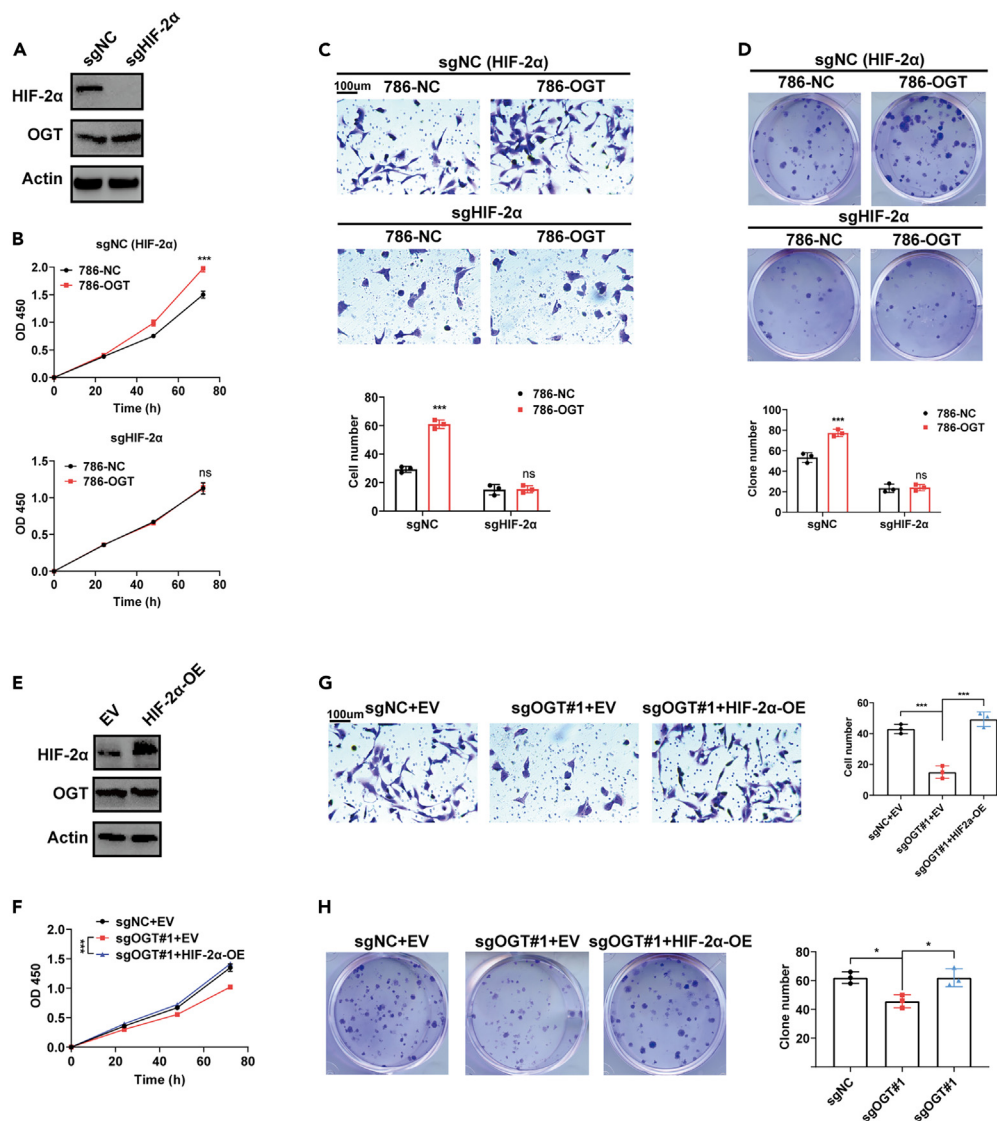 A
sgNC
sgHIF-2α
HIF-2α
OGT
Actin
B
sgNC (HIF-2α)
786-NC
786-OGT
***
OD 450
2.0
1.5
1.0
0.5
0.0
0 20 40 60 80
Time (h)
sgHIF-2α
786-NC
786-OGT
ns
OD 450
1.5
1.0
0.5
0.0
0 20 40 60 80
Time (h)
C
sgNC (HIF-2α)
100um
786-NC 786-OGT
sgHIF-2α
786-NC 786-OGT
786-NC
786-OGT
***
ns
Cell number
80
60
40
20
0
sgNC sgHIF-2α
D
sgNC (HIF-2α)
786-NC 786-OGT
sgHIF-2α
786-NC 786-OGT
786-NC
786-OGT
***
ns
Clone number
100
80
60
40
20
0
sgNC sgHIF-2α
E
EV
HIF-2α-OE
HIF-2α
OGT
Actin
F
sgNC+EV
sgOGT#1+EV
sgOGT#1+HIF-2α-OE
***
OD 450
2.0
1.5
1.0
0.5
0.0
0 20 40 60 80
Time (h)
G
100um
sgNC+EV sgOGT#1+EV sgOGT#1+HIF-2α-OE
***
***
Cell number
60
40
20
0
sgNC+EV
sgOGT#1+EV
sgOGT#1+HIF2a-OE
H
sgNC+EV sgOGT#1+EV sgOGT#1+HIF-2α-OE
*
*
Clone number
80
60
40
20
sgNC
sgOGT#1
sgOGT#1